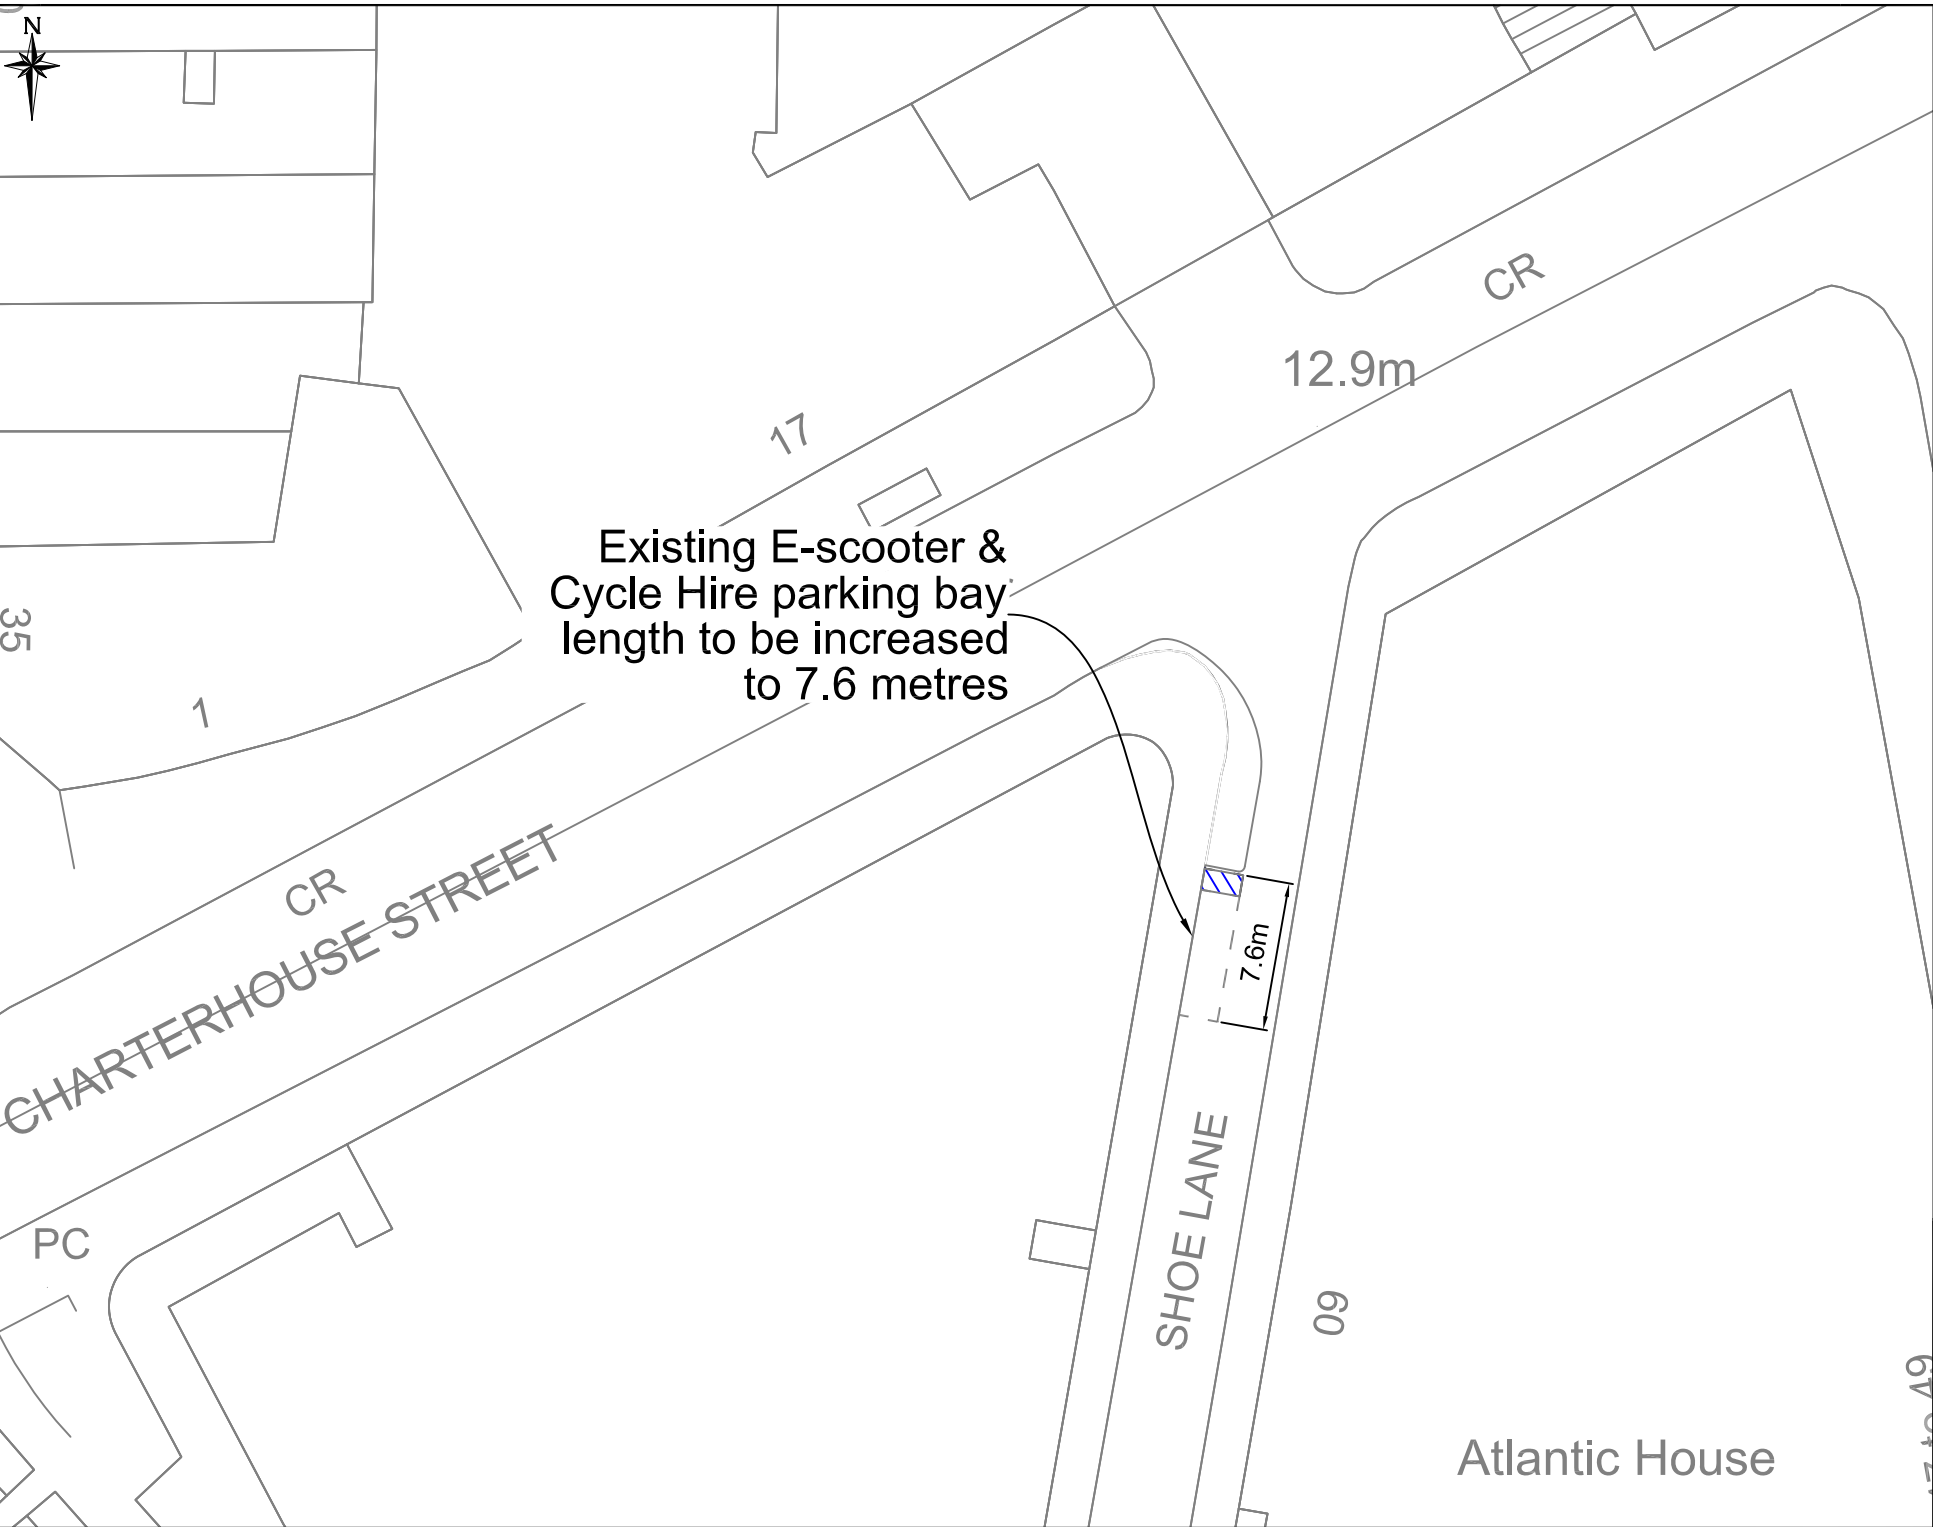 N
CR
12.9m
17
Existing E-scooter &
Cycle Hire parking bay
length to be increased
to 7.6 metres
35
1
CR
CHARTERHOUSE STREET
7.6m
PC
SHOE LANE
60
Atlantic House